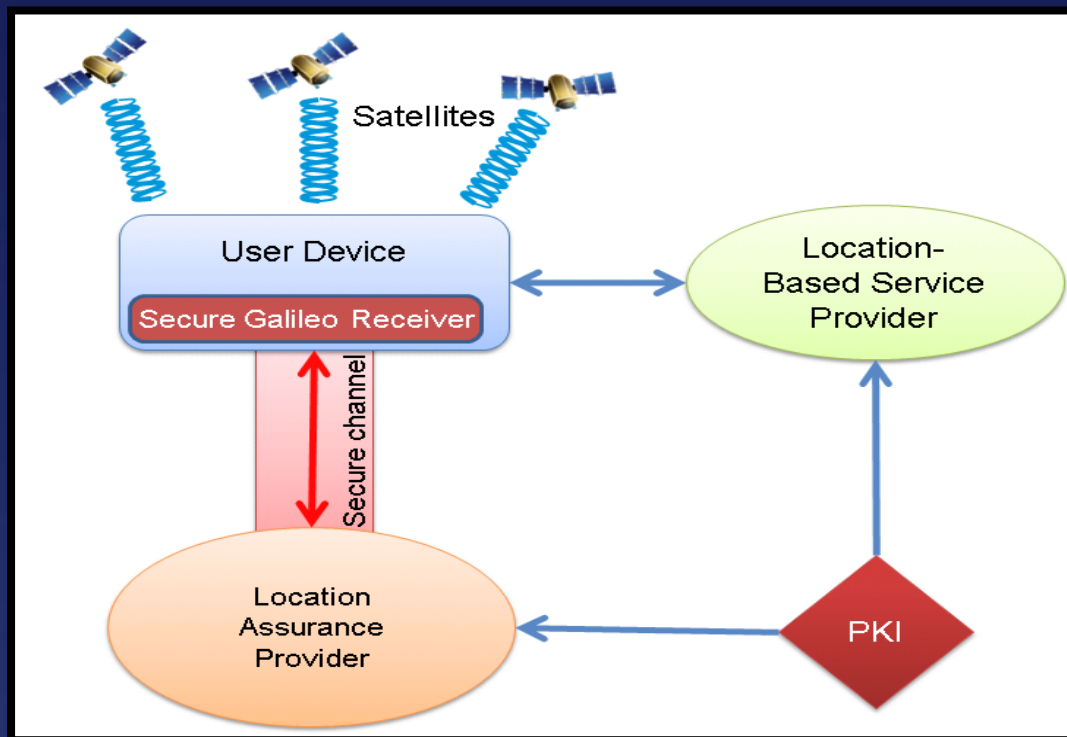 Satellites
User Device
Secure Galileo Receiver
Location-
Based Service
Provider
Secure channel
Location
Assurance
Provider
PKI